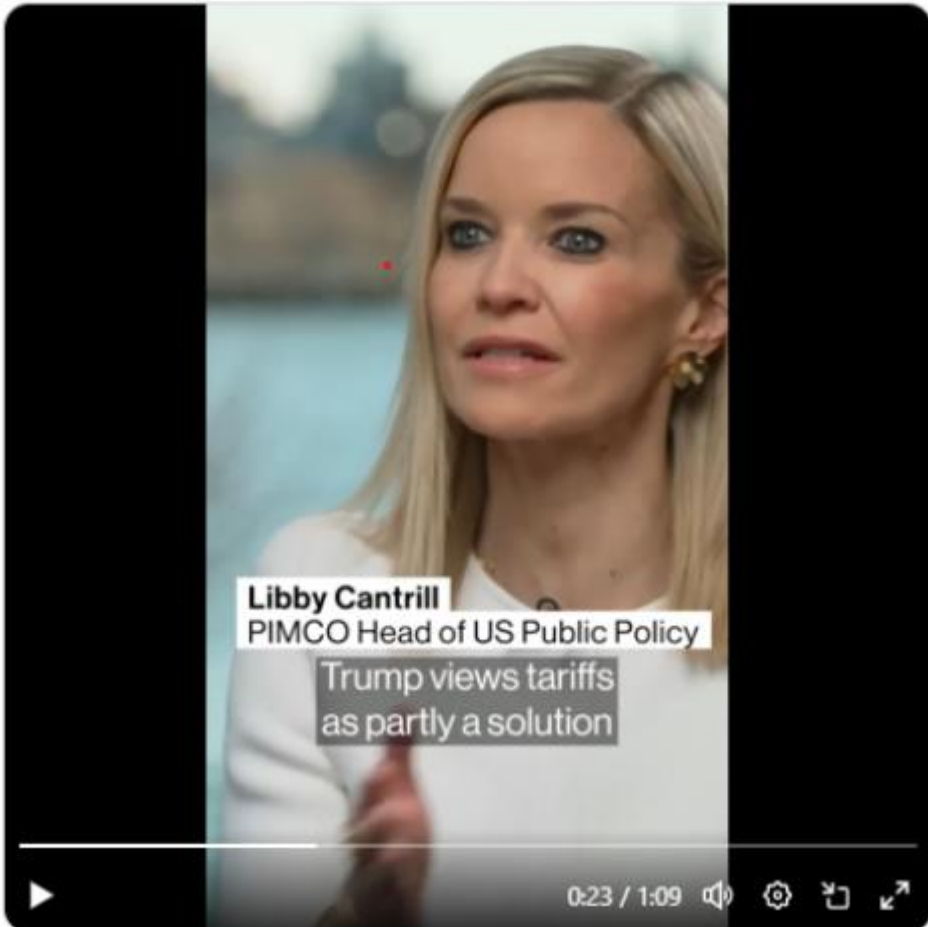 Libby Cantrill
PIMCO Head of US Public Policy
Trump views tariffs
as partly a solution
0:23 / 1:09